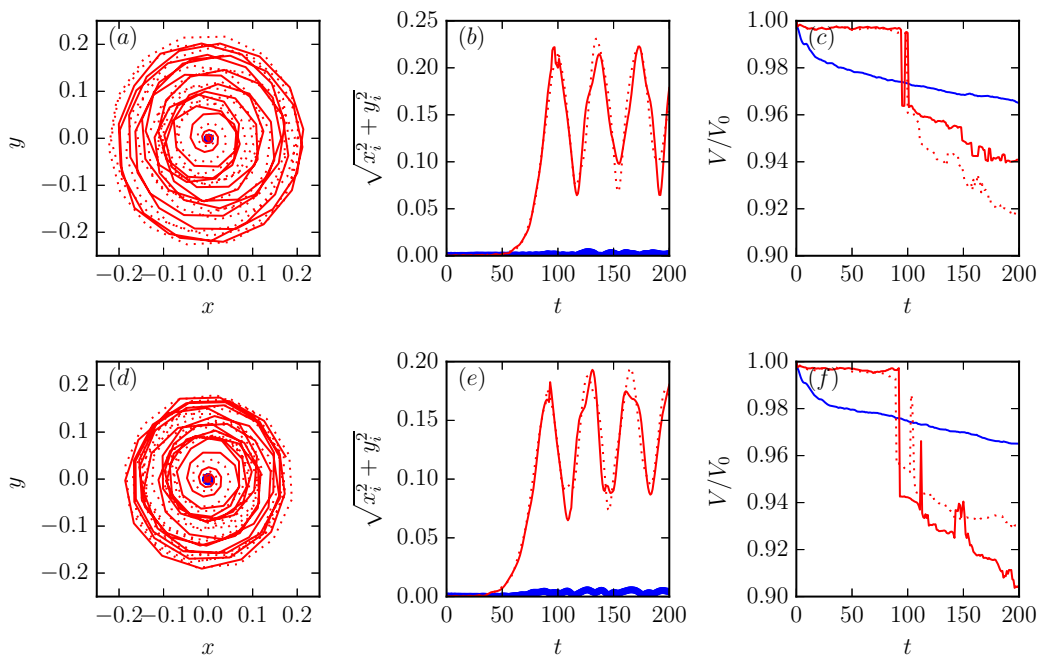 (a)
0.2
0.1
0.0
−0.1
−0.2
y
−0.2 −0.1 0.0 0.1 0.2
x
(b)
0.25
0.20
0.15
0.10
0.05
0.00
√x_i^2 + y_i^2
0 50 100 150 200
t
(c)
1.00
0.98
0.96
0.94
0.92
0.90
V/V_0
0 50 100 150 200
t
(d)
0.2
0.1
0.0
−0.1
−0.2
y
−0.2 −0.1 0.0 0.1 0.2
x
(e)
0.20
0.15
0.10
0.05
0.00
√x_i^2 + y_i^2
0 50 100 150 200
t
(f)
1.00
0.98
0.96
0.94
0.92
0.90
V/V_0
0 50 100 150 200
t